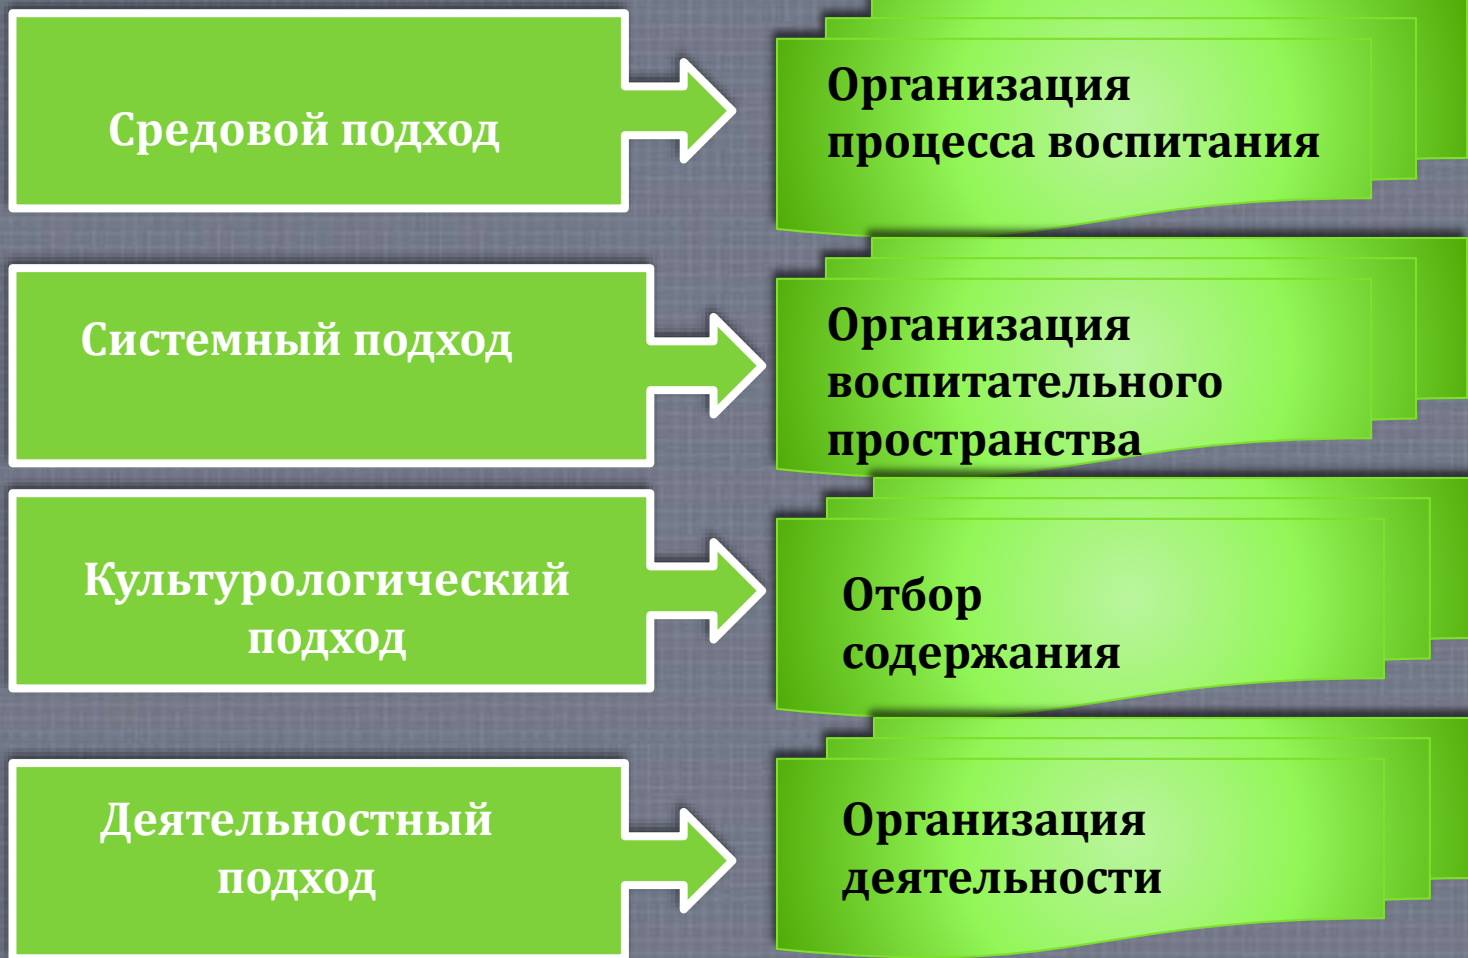 Средовой подход
Организация
процесса воспитания
Системный подход
Организация
воспитательного
пространства
Культурологический
подход
Отбор
содержания
Деятельностный
подход
Организация
деятельности